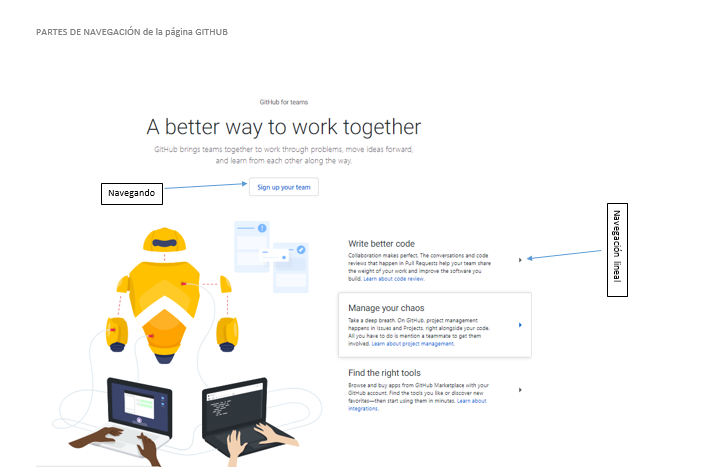 PARTES DE NAVEGACIÓN de la página GITHUB
GitHub for teams
A better way to work together
GitHub brings teams together to work through problems, move ideas forward,
and learn from each other along the way.
Navegando
Sign up your team
Navegación lineal
Write better code
Collaboration makes perfect. The conversations and code
reviews that happen in Pull Requests help your team share
the weight of your work and improve the software you
build. Learn about code review.
Manage your chaos
Take a deep breath. On GitHub, project management
happens in Issues and Projects, right alongside your code.
All you have to do is mention a teammate to get them
involved. Learn about project management.
Find the right tools
Browse and buy apps from GitHub Marketplace with your
GitHub account. Find the tools you like or discover new
favorites—then start using them in minutes. Learn about
integrations.